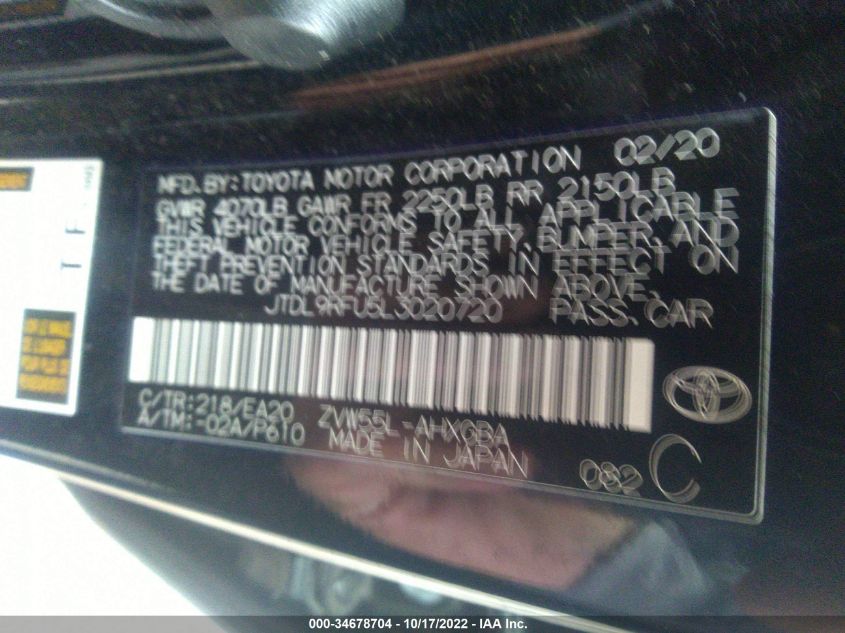 MFD. BY: TOYOTA MOTOR CORPORATION 02/20
GVWR 4070LB GAWR FR 2250LB RR 2150LB
THIS VEHICLE CONFORMS TO ALL APPLICABLE
FEDERAL MOTOR VEHICLE SAFETY, BUMPER, AND
THEFT PREVENTION STANDARDS IN EFFECT ON
THE DATE OF MANUFACTURE SHOWN ABOVE.
JTDL9RFU5L3020720 PASS. CAR
C/TR: 218/EA20 ZVW55L-AHXGBA
A/TM: -02A/P610 MADE IN JAPAN
082 C
T F
000-34678704 - 10/17/2022 - IAA Inc.